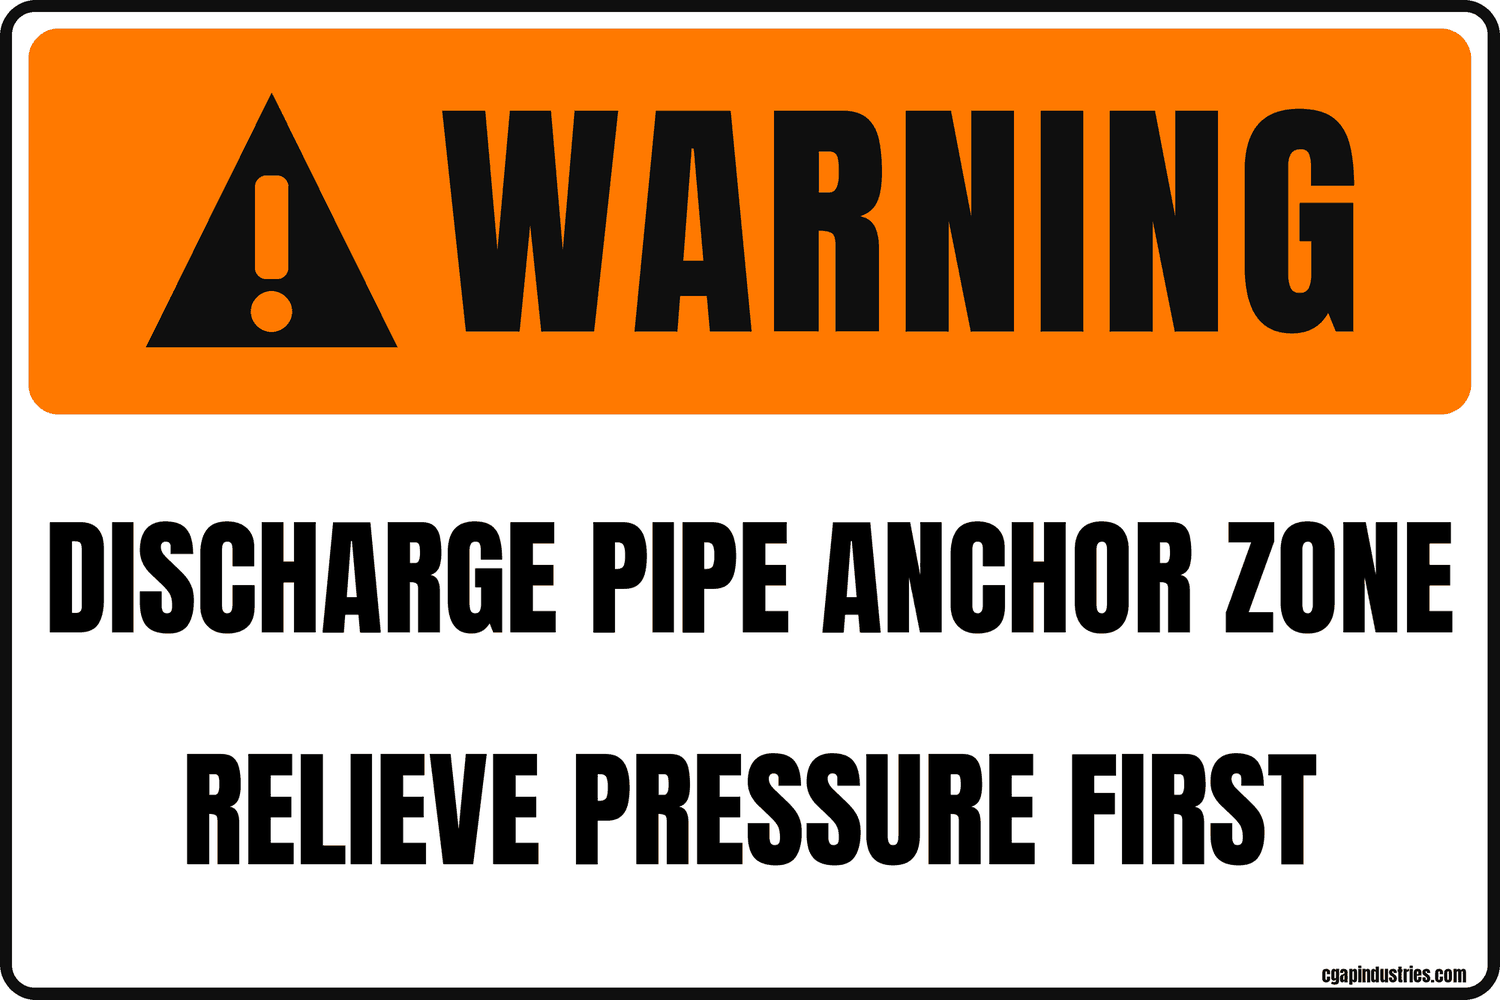 WARNING
DISCHARGE PIPE ANCHOR ZONE
RELIEVE PRESSURE FIRST
cgapindustries.com